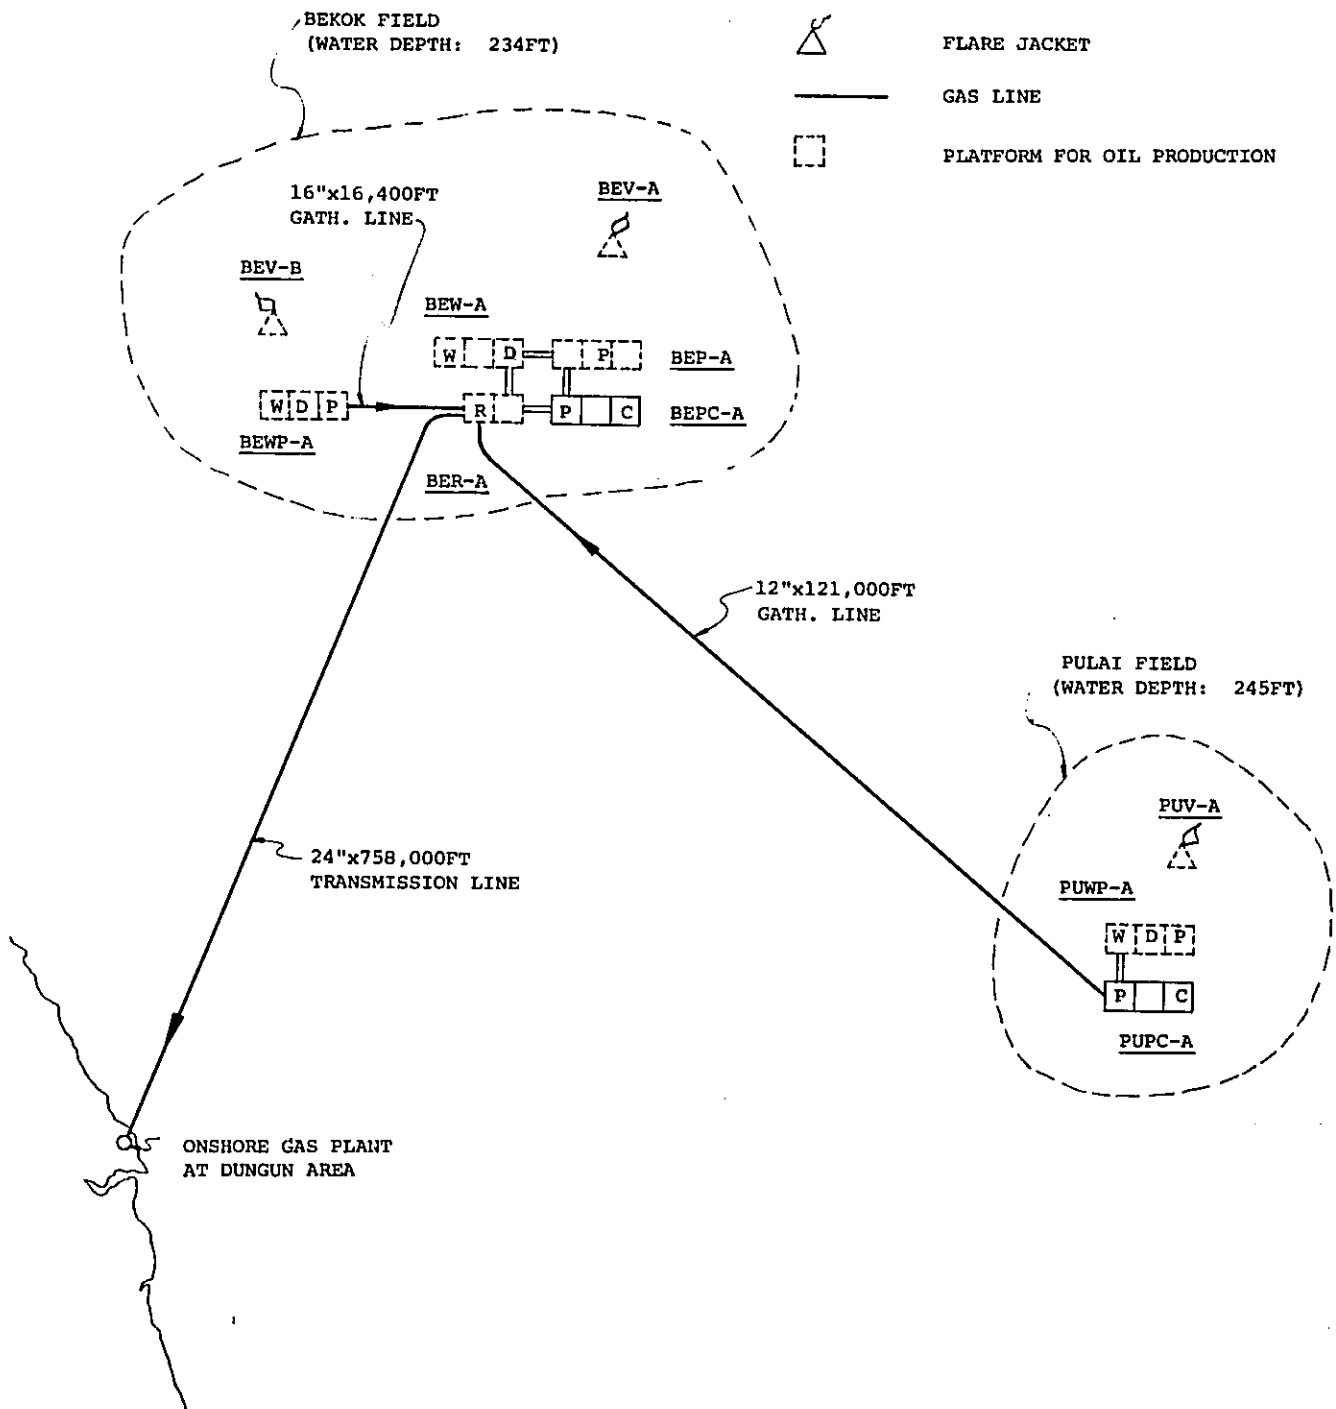 BEKOK FIELD
(WATER DEPTH: 234FT)
FLARE JACKET
GAS LINE
PLATFORM FOR OIL PRODUCTION
16"x16,400FT
GATH. LINE
BEV-A
BEV-B
BEW-A
W D P
BEP-A
W D P
R P C
BEPC-A
BEWP-A
BER-A
12"x121,000FT
GATH. LINE
PULAI FIELD
(WATER DEPTH: 245FT)
PUV-A
24"x758,000FT
TRANSMISSION LINE
PUWP-A
W D P
P C
PUPC-A
ONSHORE GAS PLANT
AT DUNGUN AREA